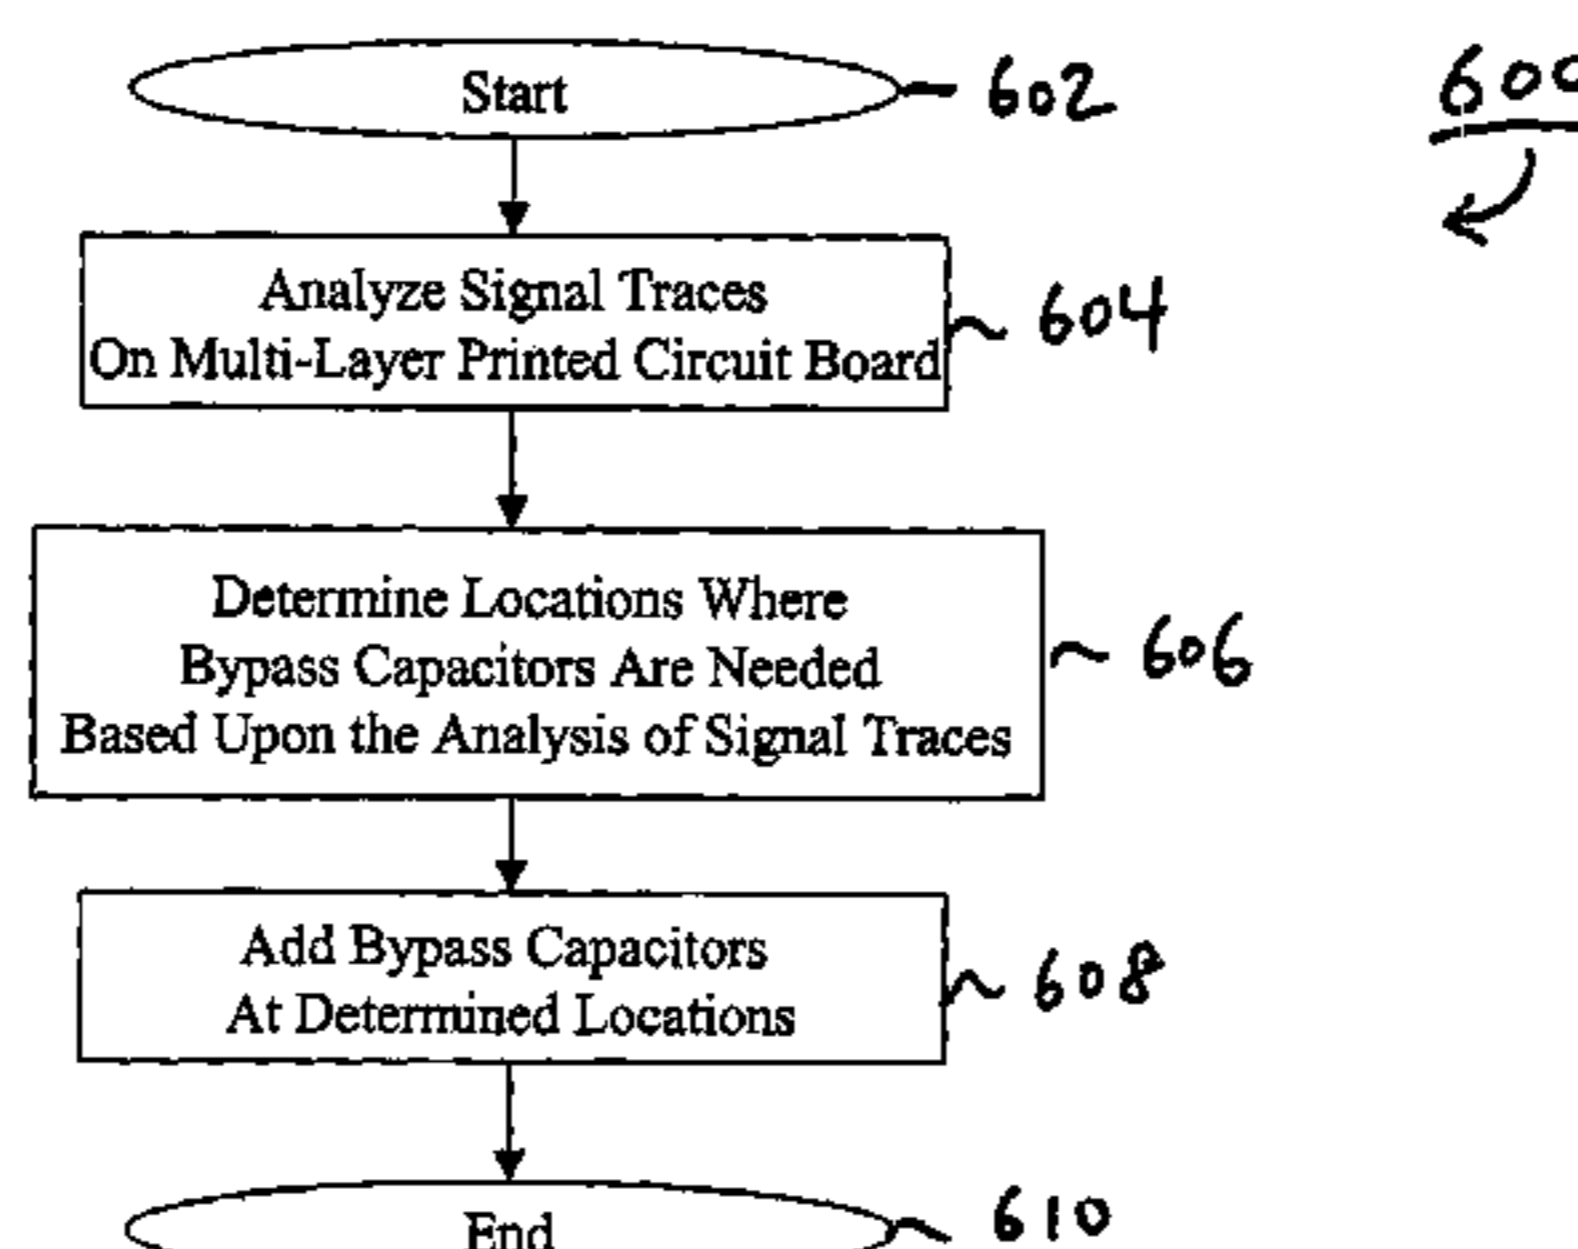 Start
602
600
Analyze Signal Traces
On Multi-Layer Printed Circuit Board
604
Determine Locations Where
Bypass Capacitors Are Needed
Based Upon the Analysis of Signal Traces
606
Add Bypass Capacitors
At Determined Locations
608
End
610